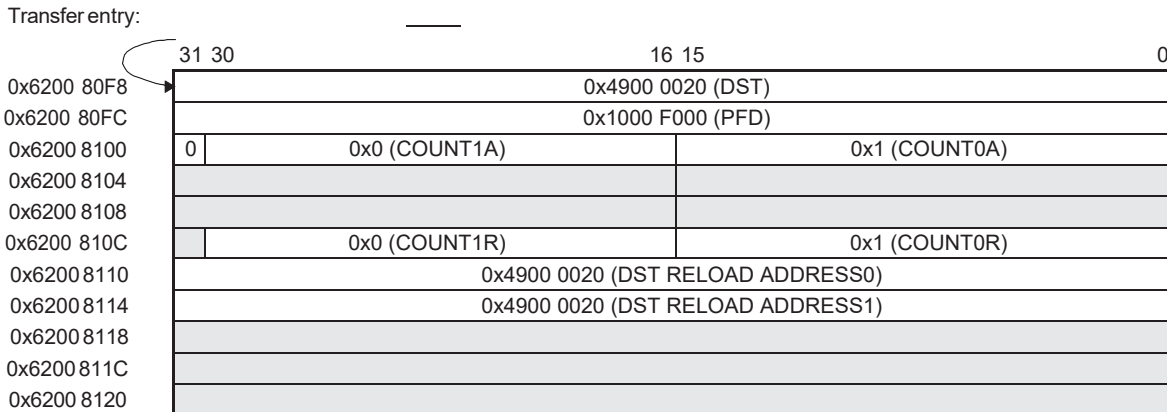 Transfer entry:
31 30 16 15 0
0x6200 80F8 0x4900 0020 (DST)
0x6200 80FC 0x1000 F000 (PFD)
0x6200 8100 0 0x0 (COUNT1A) 0x1 (COUNT0A)
0x6200 8104
0x6200 8108
0x6200 810C 0x0 (COUNT1R) 0x1 (COUNT0R)
0x6200 8110 0x4900 0020 (DST RELOAD ADDRESS0)
0x6200 8114 0x4900 0020 (DST RELOAD ADDRESS1)
0x6200 8118
0x6200 811C
0x6200 8120